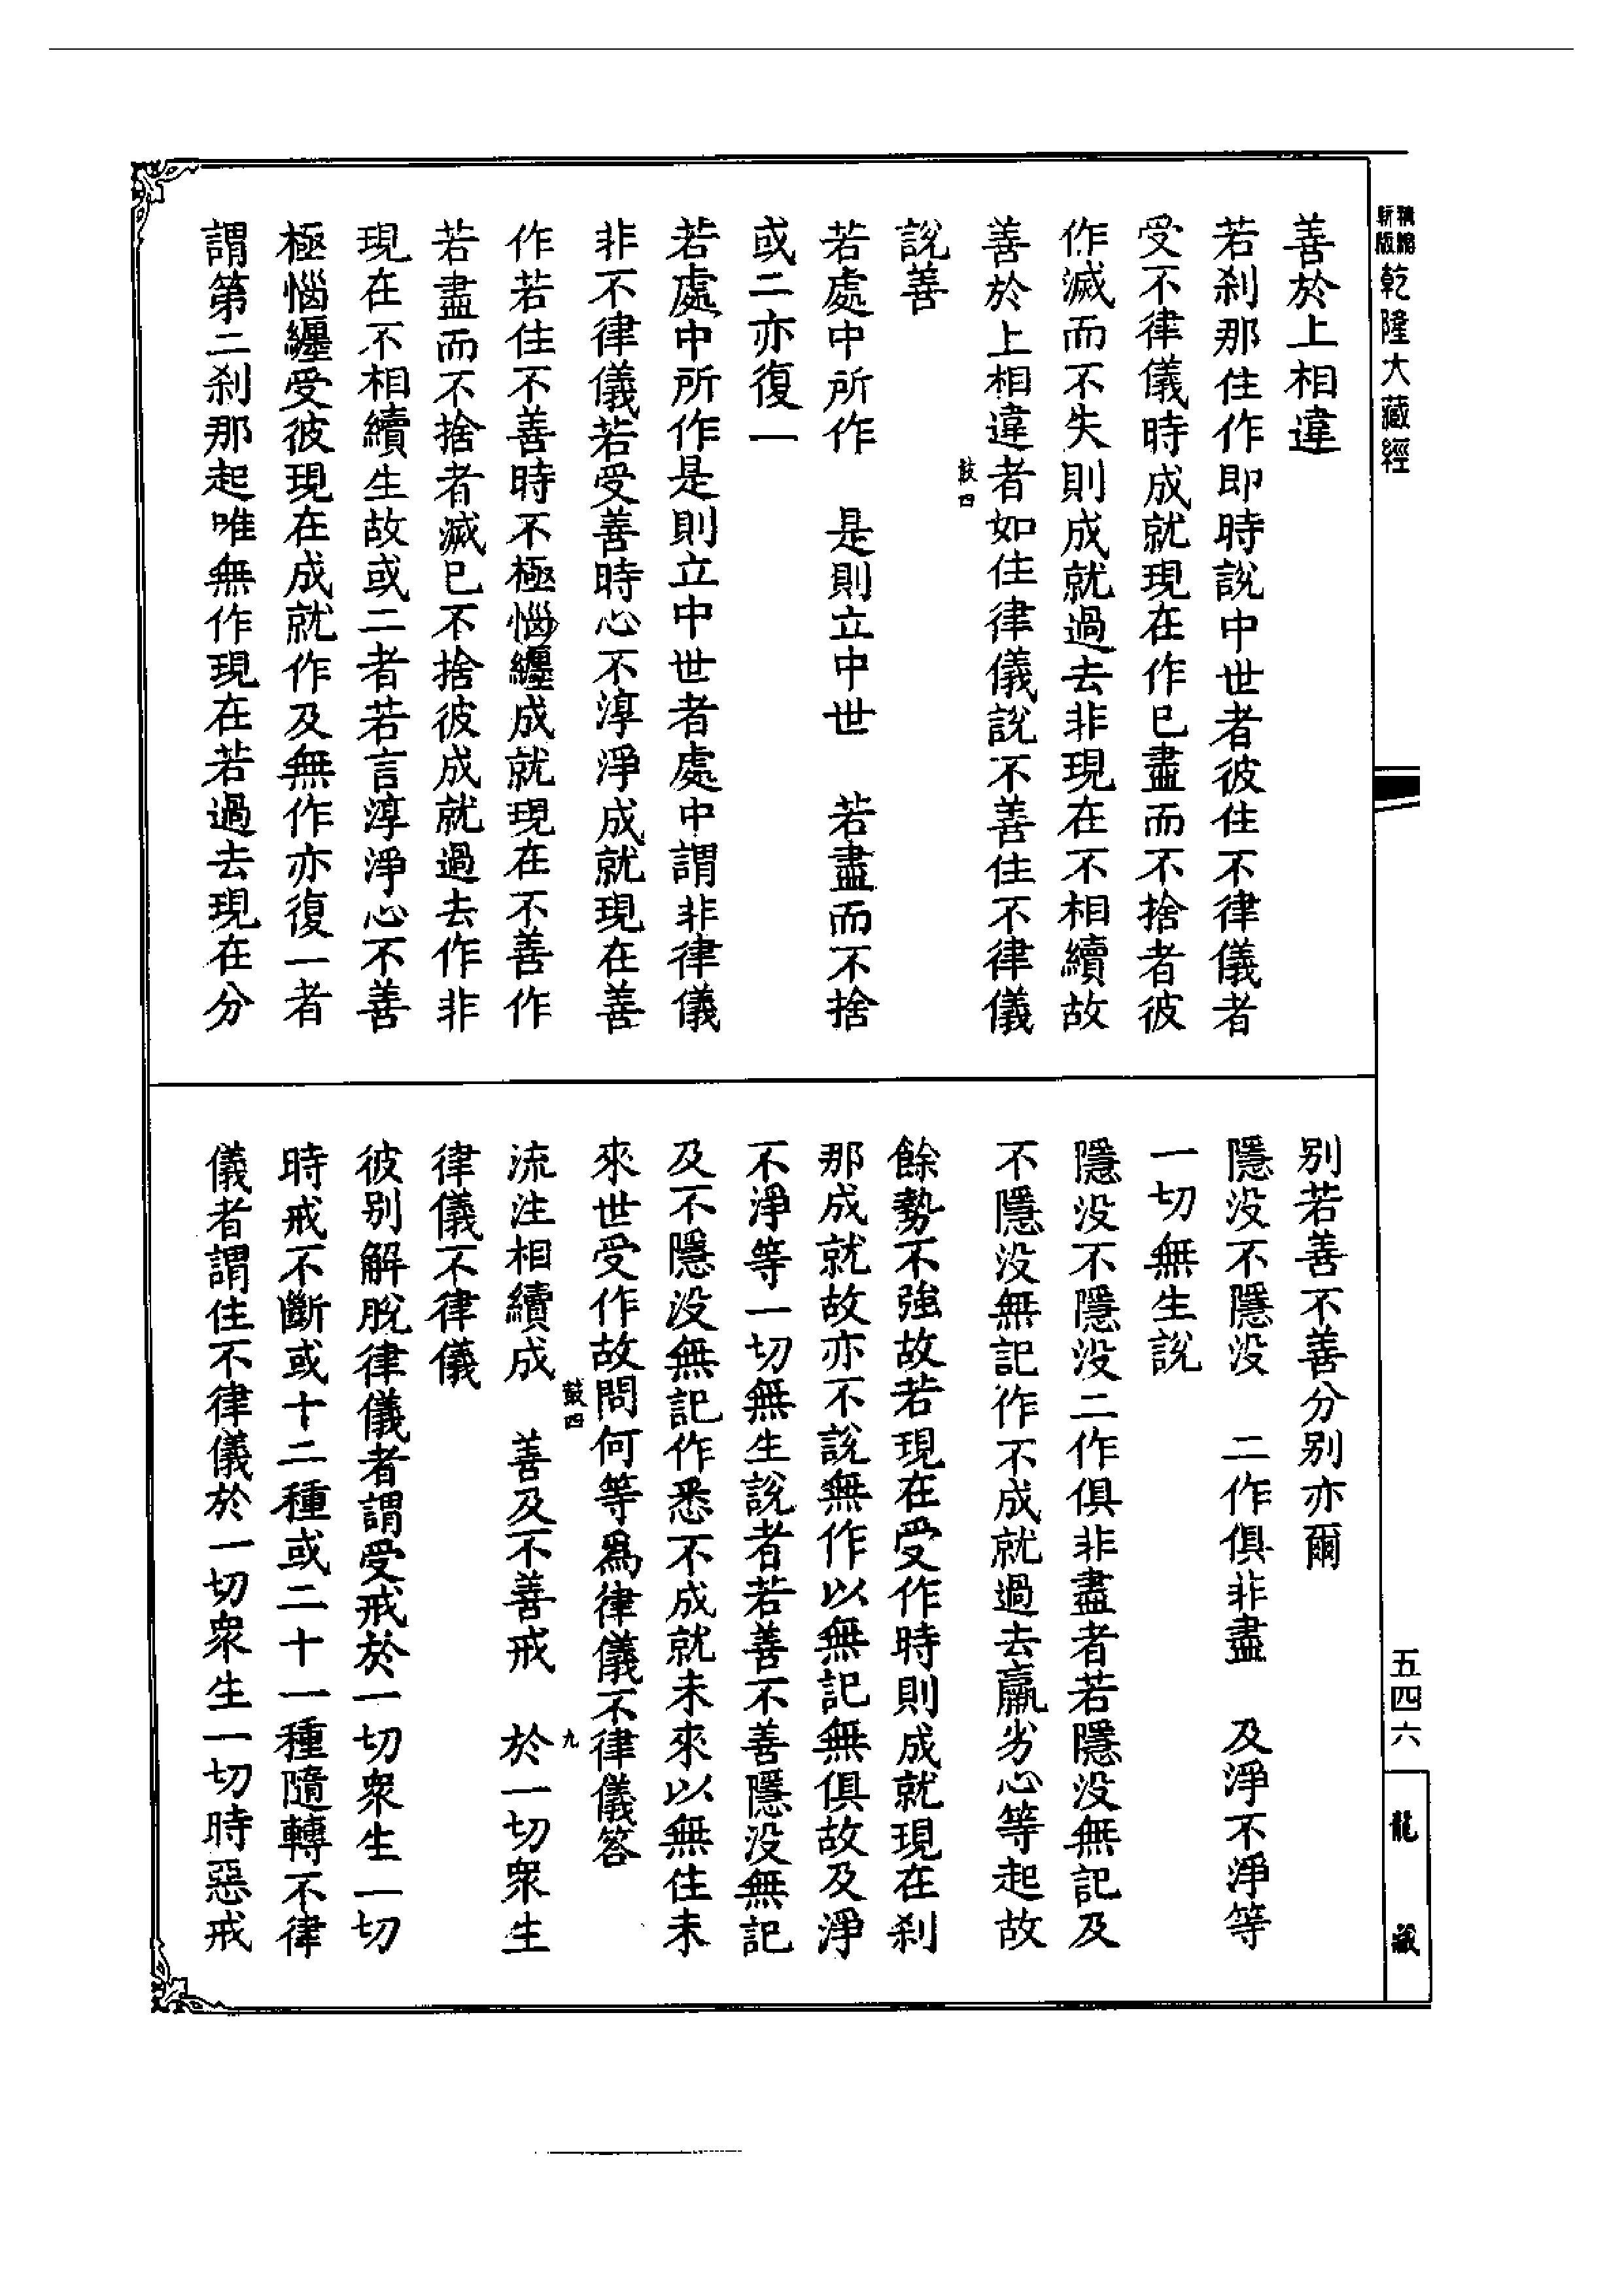 精縮新版 乾隆大藏經
善於上相違
若刹那住作即時說中世者彼住不律儀者
受不律儀時成就現在作已盡而不捨者彼
作滅而不失則成就過去非現在不相續故
善於上相違者如住律儀說不善住不律儀
鼓四
說善
若處中所作 是則立中世 若盡而不捨
或二亦復一
若處中所作是則立中世者處中謂非律儀
非不律儀若受善時心不淳淨成就現在善
作若住不善時不極惱纏成就現在不善作
若盡而不捨者滅已不捨彼成就過去作非
現在不相續生故或二者若言淳淨心不善
極惱纏受彼現在成就作及無作亦復一者
謂第二刹那起唯無作現在若過去現在分
別若善不善分別亦爾
隱没不隱没 二作俱非盡 及淨不淨等
一切無生說
隱没不隱没二作俱非盡者若隱没無記及
不隱没無記作不成就過去羸劣心等起故
餘勢不強故若現在受作時則成就現在刹
那成就故亦不說無作以無記無俱故及淨
不淨等一切無生說者若善不善隱没無記
及不隱没無記作悉不成就未來以無住未
來世受作故問何等爲律儀不律儀答
鼓四 九
流注相續成 善及不善戒 於一切衆生
律儀不律儀
彼別解脫律儀者謂受戒於一切衆生一切
時戒不斷或十二種或二十一種隨轉不律
儀者謂住不律儀於一切衆生一切時惡戒
五四六
龍藏